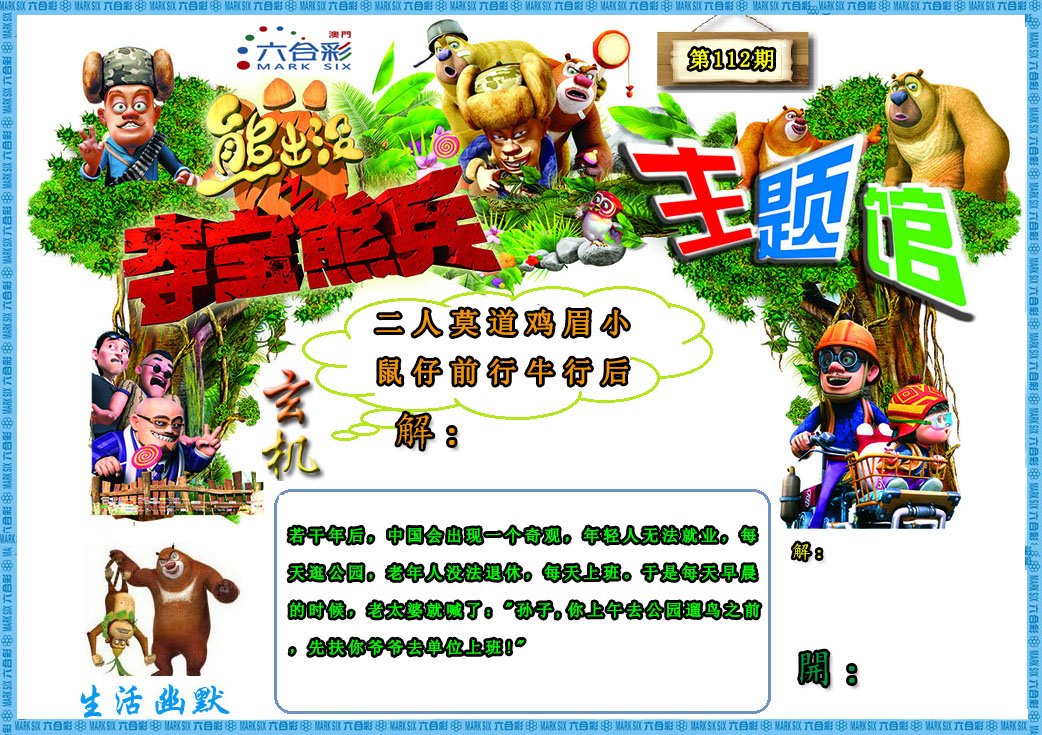 澳門
六合彩
MARK SIX
第112期
熊出没
夺宝熊兵
主题馆
二人莫道鸡眉小
鼠仔前行牛行后
玄机
解：
若干年后，中国会出现一个奇观，年轻人无法就业，每
天逛公园，老年人没法退休，每天上班。于是每天早晨
的时候，老太婆就喊了："孙子,你上午去公园遛鸟之前
，先扶你爷爷去单位上班!"
解：
開：
生活幽默
MARK SIX 六合彩